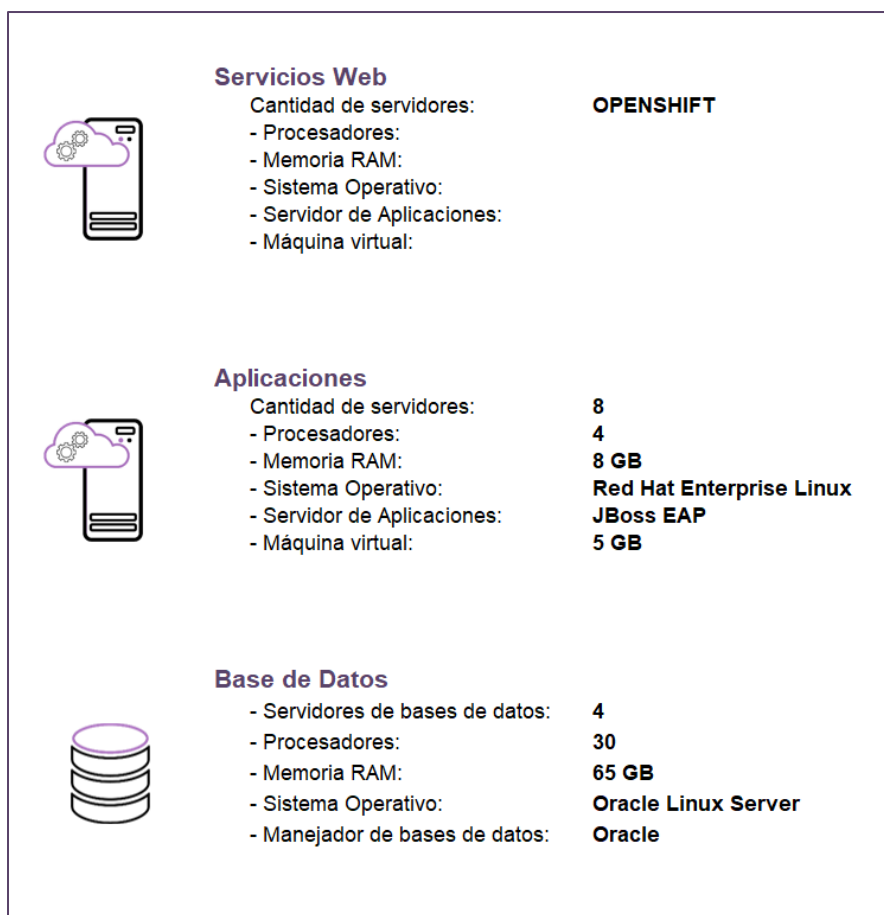 Servicios Web
Cantidad de servidores: OPENSHIFT
- Procesadores:
- Memoria RAM:
- Sistema Operativo:
- Servidor de Aplicaciones:
- Máquina virtual:
Aplicaciones
Cantidad de servidores: 8
- Procesadores: 4
- Memoria RAM: 8 GB
- Sistema Operativo: Red Hat Enterprise Linux
- Servidor de Aplicaciones: JBoss EAP
- Máquina virtual: 5 GB
Base de Datos
- Servidores de bases de datos: 4
- Procesadores: 30
- Memoria RAM: 65 GB
- Sistema Operativo: Oracle Linux Server
- Manejador de bases de datos: Oracle